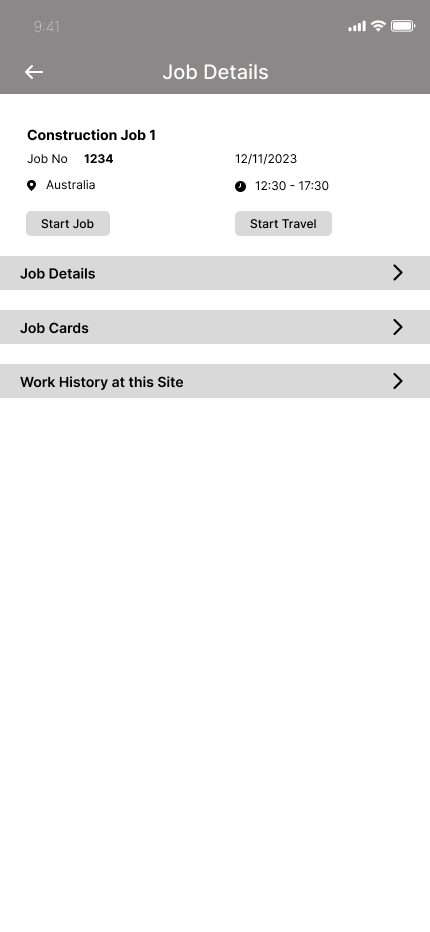 9:41
Job Details
Construction Job 1
Job No 1234
12/11/2023
Australia
12:30 - 17:30
Start Job
Start Travel
Job Details
Job Cards
Work History at this Site